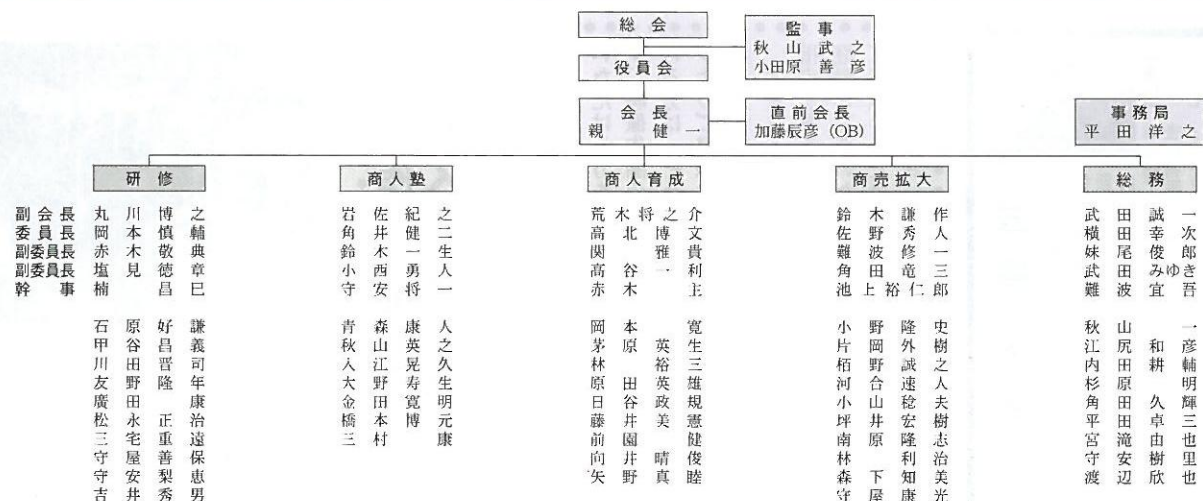 総会
監事
秋山武之
小田原善彦
役員会
会長
親健一
直前会長
加藤辰彦（OB）
事務局
平田洋之
副会長
委員長
副委員長
副委員長
幹事
研修
丸川博之
岡本慎輔
赤木敬典
塩見徳章
楠昌巳
石原好謙
甲谷昌義
川田晋司
友野隆年
廣田康
松永正治
三宅重遠
守屋善保
守安梨恵
吉井秀男
商人塾
岩佐紀之
角井健二
鈴木一生
小西勇人
守安将一
青森康人
秋山英之
入江晃久
大野寿生
金田寛明
橋本博元
三村康
商人育成
荒木将之介
高北博文
関雅貴
高谷一利
赤木主
岡本寛
茅原英生
林裕三
原田英雄
日谷政規
藤井美憲
前園健
向井晴俊
矢野真睦
商売拡大
鈴木謙作
佐野秀人
難波修一
角田竜三
池上裕仁郎
小野隆史
片岡外樹
栢野誠之
河合速人
小山稔夫
坪井宏樹
南原隆志
林利治
森下知美
守屋康光
総務
武田誠一
横田幸次
妹尾俊郎
武田みゆき
難波宜吾
秋山一
江尻和彦
内田耕輔
杉原明
角田久輝
平田卓三
宮滝由也
守安樹里
渡辺欣也